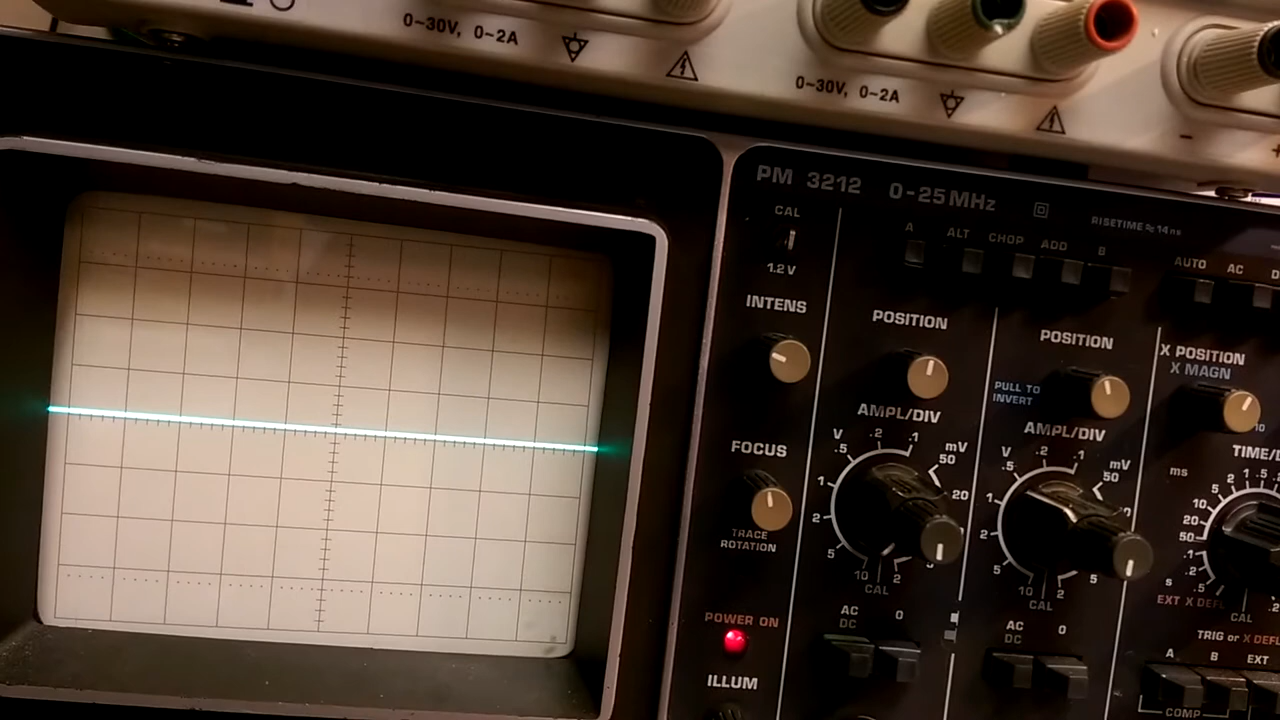 0-30V, 0-2A
0-30V, 0-2A
- +
PM 3212 0-25MHz
RISETIME ≈ 14ns
CAL
1.2V
A ALT CHOP ADD B
AUTO AC
INTENS
POSITION
POSITION
PULL TO
INVERT
X POSITION
X MAGN
10
FOCUS
TRACE
ROTATION
AMPL/DIV
V .5 .2 .1 mV 50 20
1 2 5 10 2
CAL
AMPL/DIV
V .5 .2 .1 mV 50
1 2 5 10 2 5
CAL
TIME/
ms
5 2 1 .5
10
20
50
.1
.2
s .5
.2
CAL
EXT X DEFL
POWER ON
ILLUM
AC
DC
0
AC
DC
0
TRIG or X DEFL
A B EXT
COMP